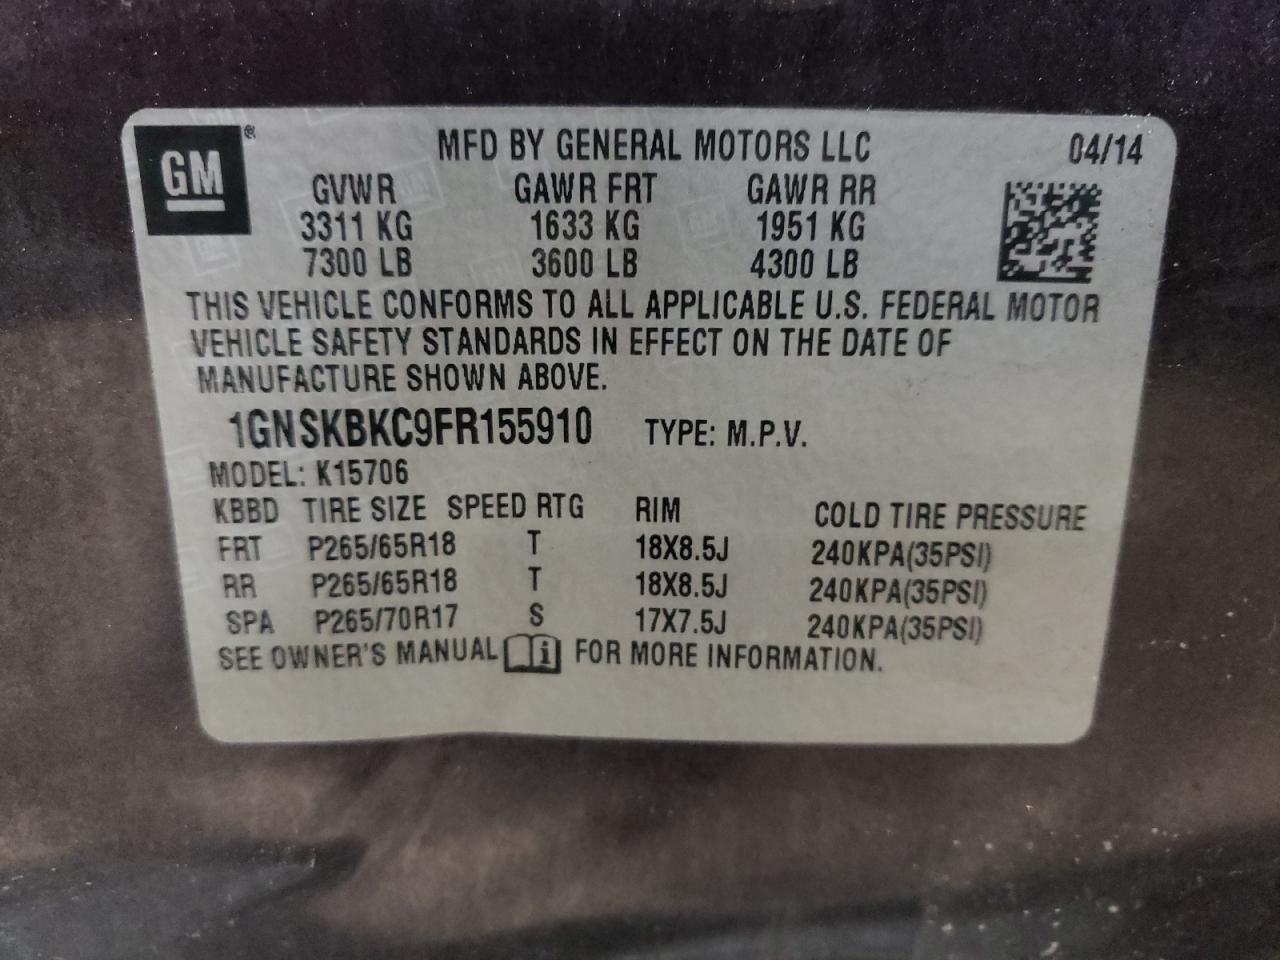 GM®
MFD BY GENERAL MOTORS LLC 04/14
GVWR GAWR FRT GAWR RR
3311 KG 1633 KG 1951 KG
7300 LB 3600 LB 4300 LB
THIS VEHICLE CONFORMS TO ALL APPLICABLE U.S. FEDERAL MOTOR
VEHICLE SAFETY STANDARDS IN EFFECT ON THE DATE OF
MANUFACTURE SHOWN ABOVE.
1GNSKBKC9FR155910 TYPE: M.P.V.
MODEL: K15706
KBBD TIRE SIZE SPEED RTG RIM COLD TIRE PRESSURE
FRT P265/65R18 T 18X8.5J 240KPA(35PSI)
RR P265/65R18 T 18X8.5J 240KPA(35PSI)
SPA P265/70R17 S 17X7.5J 240KPA(35PSI)
SEE OWNER'S MANUAL FOR MORE INFORMATION.